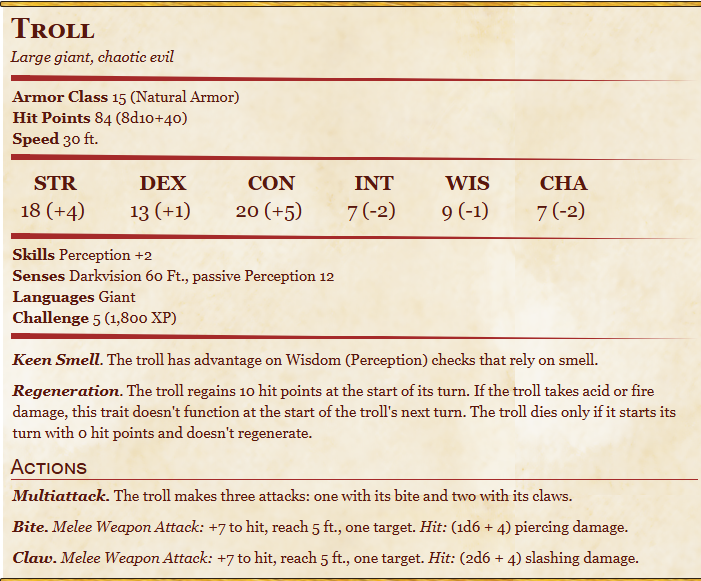 Troll
Large giant, chaotic evil
Armor Class 15 (Natural Armor)
Hit Points 84 (8d10+40)
Speed 30 ft.
STR DEX CON INT WIS CHA
18 (+4) 13 (+1) 20 (+5) 7 (-2) 9 (-1) 7 (-2)
Skills Perception +2
Senses Darkvision 60 Ft., passive Perception 12
Languages Giant
Challenge 5 (1,800 XP)
Keen Smell. The troll has advantage on Wisdom (Perception) checks that rely on smell.
Regeneration. The troll regains 10 hit points at the start of its turn. If the troll takes acid or fire
damage, this trait doesn't function at the start of the troll's next turn. The troll dies only if it starts its
turn with 0 hit points and doesn't regenerate.
Actions
Multiattack. The troll makes three attacks: one with its bite and two with its claws.
Bite. Melee Weapon Attack: +7 to hit, reach 5 ft., one target. Hit: (1d6 + 4) piercing damage.
Claw. Melee Weapon Attack: +7 to hit, reach 5 ft., one target. Hit: (2d6 + 4) slashing damage.